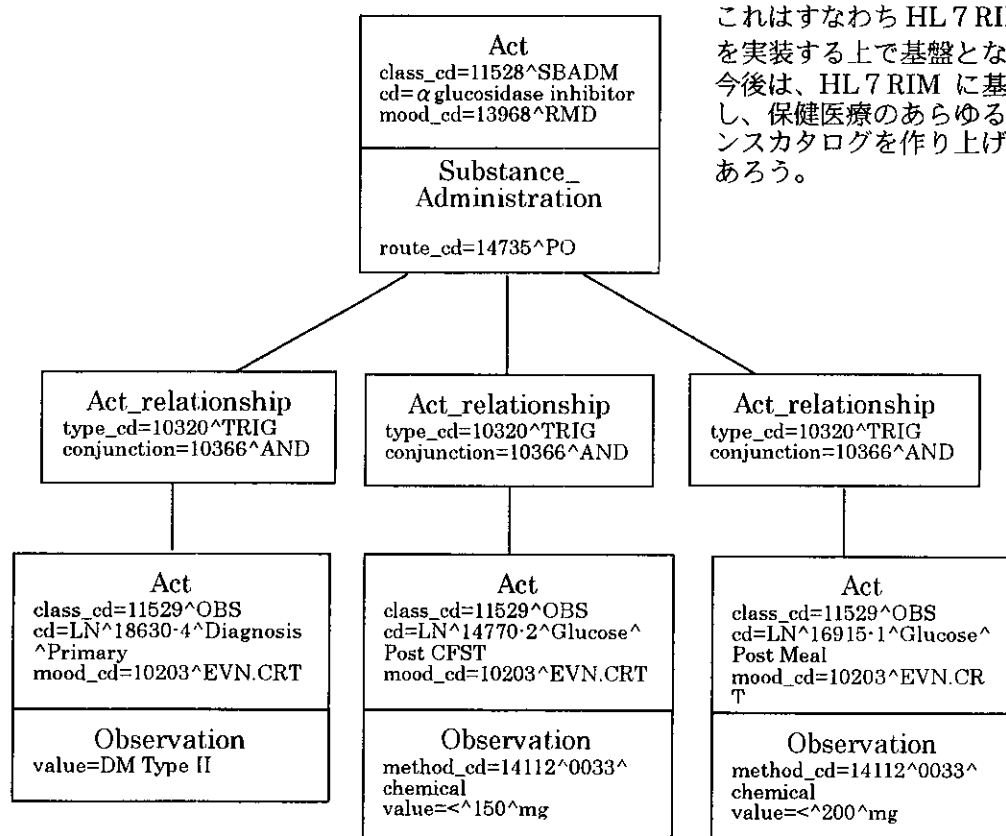 これはすなわち HL 7 RI
を実装する上で基盤とな
今後は、HL 7 RIM に基
し、保健医療のあらゆる
ンスカタログを作り上げ
あろう。
Act
class_cd=11528^SBADM
cd=α glucosidase inhibitor
mood_cd=13968^RMD
Substance_
Administration
route_cd=14735^PO
Act_relationship
type_cd=10320^TRIG
conjunction=10366^AND
Act_relationship
type_cd=10320^TRIG
conjunction=10366^AND
Act_relationship
type_cd=10320^TRIG
conjunction=10366^AND
Act
class_cd=11529^OBS
cd=LN^18630-4^Diagnosis
^Primary
mood_cd=10203^EVN.CRT
Observation
value=DM Type II
Act
class_cd=11529^OBS
cd=LN^14770-2^Glucose^
Post CFST
mood_cd=10203^EVN.CRT
Observation
method_cd=14112^0033^
chemical
value=<^150^mg
Act
class_cd=11529^OBS
cd=LN^16915-1^Glucose^
Post Meal
mood_cd=10203^EVN.CR
T
Observation
method_cd=14112^0033^
chemical
value=<^200^mg